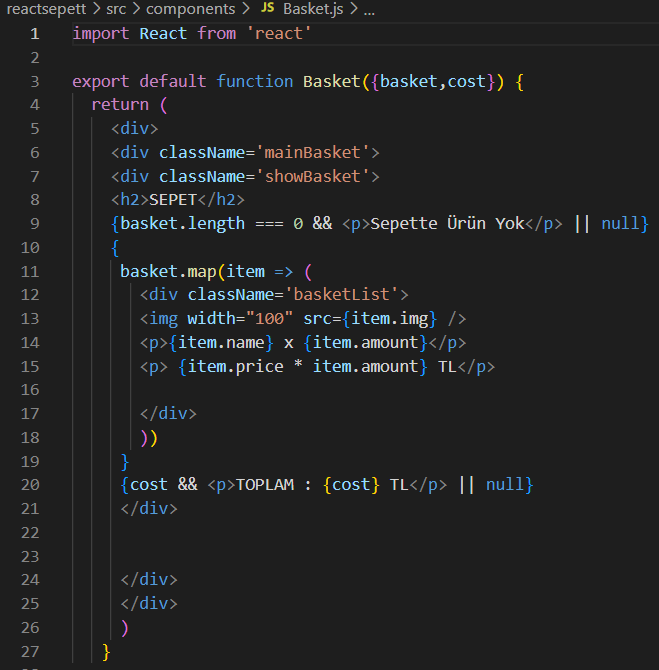 reactsepett > src > components > JS Basket.js > ...
1 import React from 'react'
2
3 export default function Basket({basket,cost}) {
4 return (
5 <div>
6 <div className='mainBasket'>
7 <div className='showBasket'>
8 <h2>SEPET</h2>
9 {basket.length === 0 && <p>Sepette Ürün Yok</p> || null}
10 {
11 basket.map(item => (
12 <div className='basketList'>
13 <img width="100" src={item.img} />
14 <p>{item.name} x {item.amount}</p>
15 <p> {item.price * item.amount} TL</p>
16
17 </div>
18 ))
19 }
20 {cost && <p>TOPLAM : {cost} TL</p> || null}
21 </div>
22
23
24 </div>
25 </div>
26 )
27 }